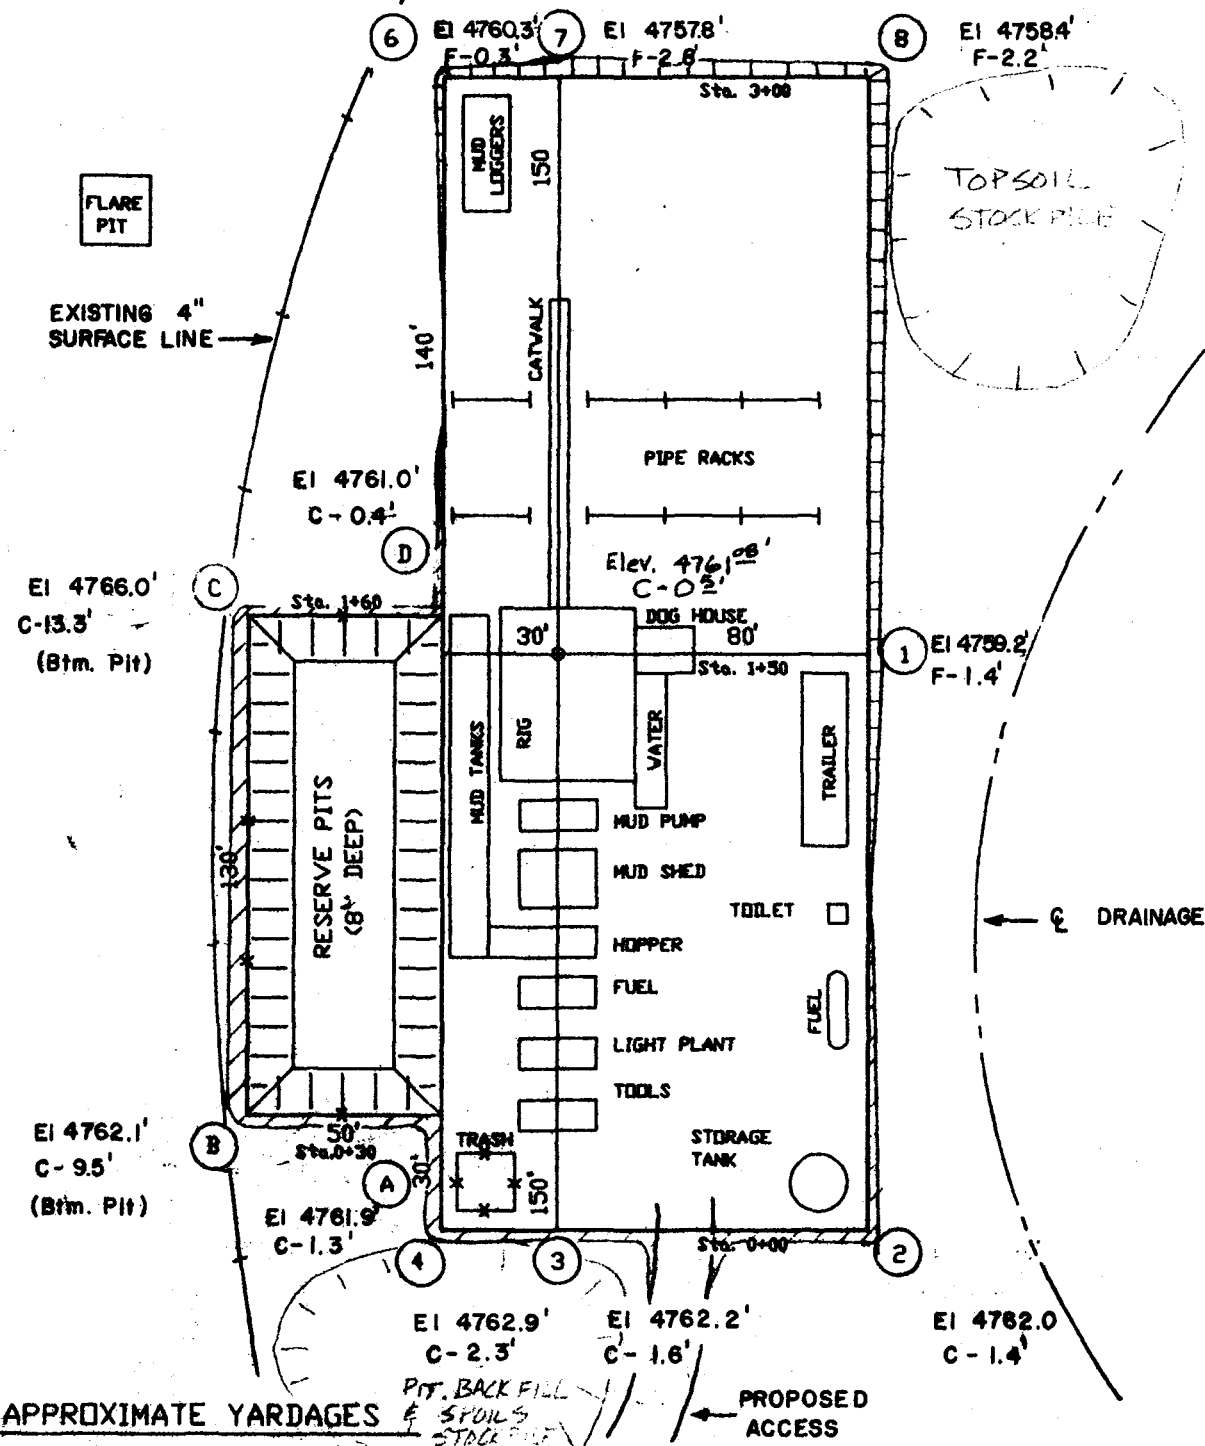 6
El 4760.3'
F-0.3'
7
El 4757.8'
F-2.8'
8
El 4758.4'
F-2.2'
Sta. 3+00
MUD
LOGGERS
150
TOPSOIL
STOCK PILE
FLARE
PIT
EXISTING 4"
SURFACE LINE
140'
CATWALK
PIPE RACKS
El 4761.0'
C-0.4'
D
Elev. 4761.08'
C-0.5'
C
El 4766.0'
C-13.3'
(Btm. Pit)
Sta. 1+60
DOG HOUSE
30'
80'
Sta. 1+50
1
El 4759.2'
F-1.4'
RIG
MUD TANKS
WATER
TRAILER
RESERVE PITS
(8' DEEP)
130'
MUD PUMP
MUD SHED
TOILET
HOPPER
FUEL
FUEL
LIGHT PLANT
TOOLS
℄ DRAINAGE
El 4762.1'
C-9.5'
(Btm. Pit)
B
50'
Sta. 0+30
30'
A
TRASH
150'
STORAGE
TANK
El 4761.9'
C-1.3'
4
3
Sta. 0+00
2
El 4762.9'
C-2.3'
El 4762.2'
C-1.6'
El 4762.0
C-1.4'
PIT. BACK FILL
& SPOILS
STOCKPILE
PROPOSED
ACCESS
APPROXIMATE YARDAGES